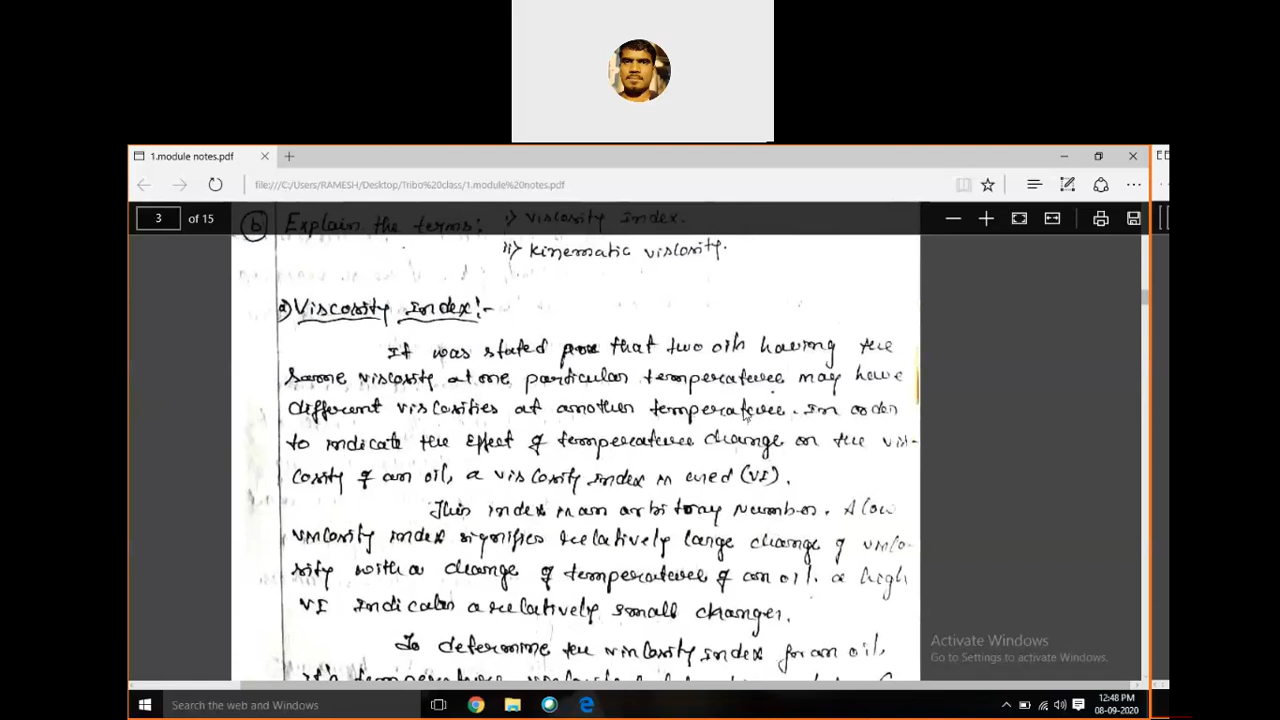 1.module notes.pdf
file:///C:/Users/RAMESH/Desktop/Tribo%20class/1.module%20notes.pdf
3 of 15
(b) Explain the terms: i) Viscosity Index.
ii) Kinematic viscosity.
a) Viscosity Index:-
It was stated that two oils having the
same viscosity at one particular temperature may have
different viscosities at another temperature. In order
to indicate the effect of temperature change on the vis-
cosity of an oil, a viscosity index is used (VI).
This index is an arbitrary Number. A low
viscosity index signifies relatively large change of visco-
sity with a change of temperature of an oil. a high
VI indicates a relatively small changes.
To determine the viscosity index for an oil,
it's temperature
Activate Windows
Go to Settings to activate Windows.
Search the web and Windows
12:48 PM
08-09-2020